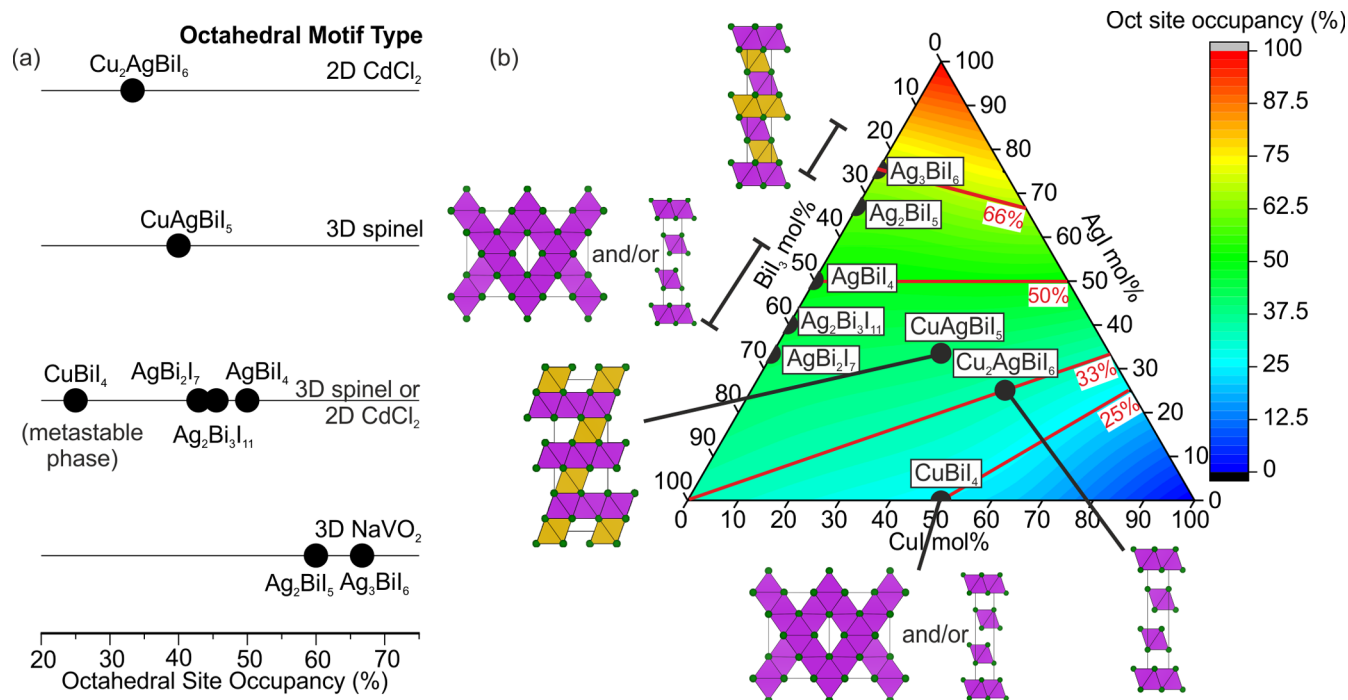 (a)
Octahedral Motif Type
Cu₂AgBiI₆
2D CdCl₂
CuAgBiI₅
3D spinel
CuBiI₄
AgBi₂I₇
AgBiI₄
3D spinel or
2D CdCl₂
(metastable
phase)
Ag₂Bi₃I₁₁
3D NaVO₂
Ag₂BiI₅
Ag₃BiI₆
20 30 40 50 60 70
Octahedral Site Occupancy (%)
(b)
and/or
BiI₃ mol%
0
10
20
30
40
50
60
70
80
90
100
AgI mol%
100
90
80
70
60
50
40
30
20
10
0
Ag₃BiI₆
66%
Ag₂BiI₅
AgBiI₄
50%
Ag₂Bi₃I₁₁
CuAgBiI₅
AgBi₂I₇
Cu₂AgBiI₆
33%
25%
CuBiI₄
0 10 20 30 40 50 60 70 80 90 100
CuI mol%
and/or
Oct site occupancy (%)
100
87.5
75
62.5
50
37.5
25
12.5
0